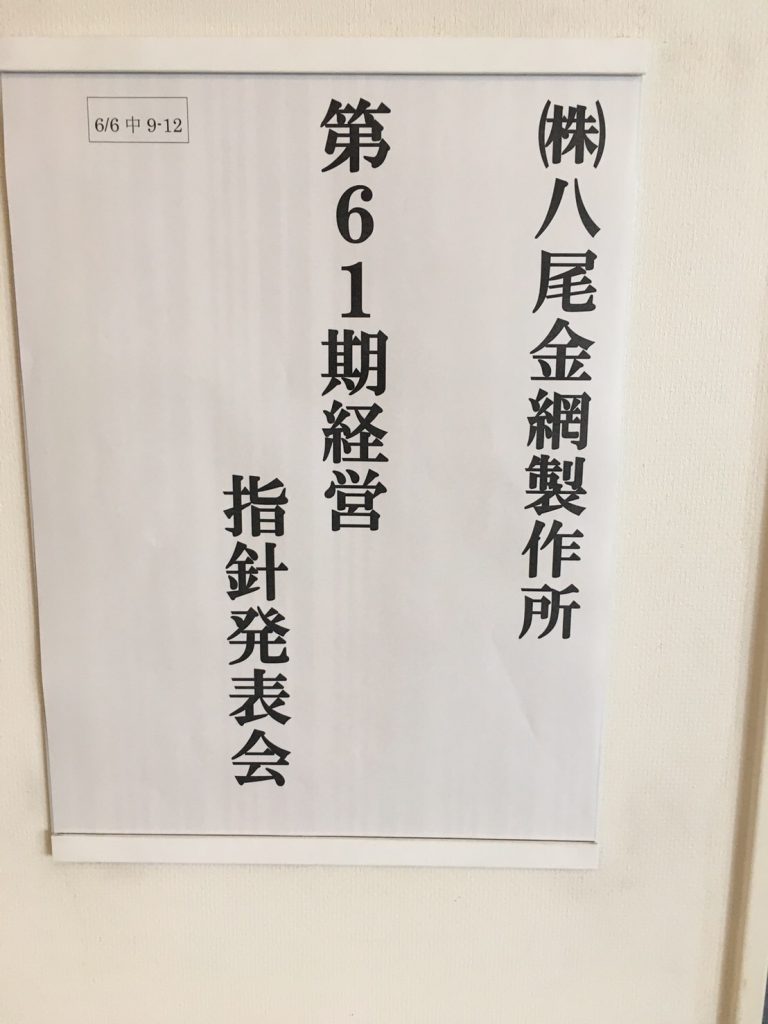 ㈱八尾金網製作所
第61期経営
指針発表会
6/6 中 9-12